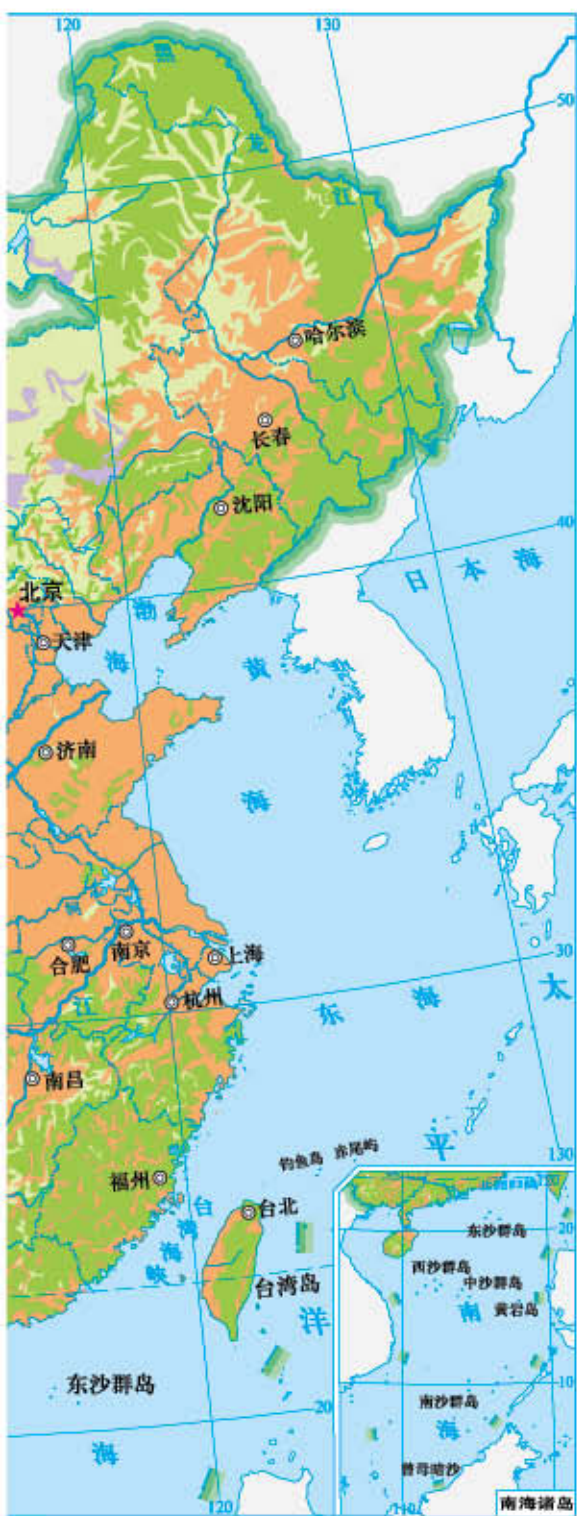 120
130
50
龙
江
哈尔滨
长春
沈阳
40
日本海
北京
渤海
天津
黄海
济南
30
上海
南京
合肥
杭州
江
东海
太平洋
南昌
130
钓鱼岛 赤尾屿
福州
台湾海峡
台北
台湾岛
东沙群岛
20
海
120
20
东沙群岛
西沙群岛
中沙群岛
黄岩岛
南海
10
南沙群岛
曾母暗沙
110
南海诸岛